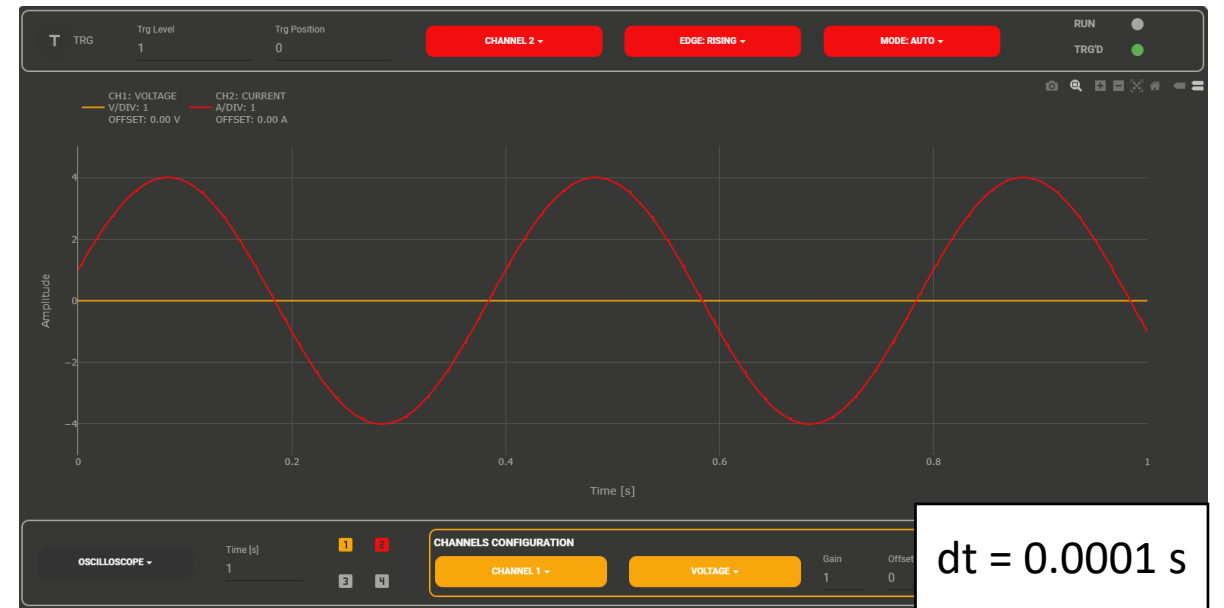 T TRG
Trg Level
1
Trg Position
0
CHANNEL 2
EDGE: RISING
MODE: AUTO
RUN
TRG'D
CH1: VOLTAGE
V/DIV: 1
OFFSET: 0.00 V
CH2: CURRENT
A/DIV: 1
OFFSET: 0.00 A
4
2
0
−2
−4
Amplitude
0 0.2 0.4 0.6 0.8 1
Time [s]
OSCILLOSCOPE
Time [s]
1
1 2
3 4
CHANNELS CONFIGURATION
CHANNEL 1
VOLTAGE
Gain
1
Offset
0
dt = 0.0001 s